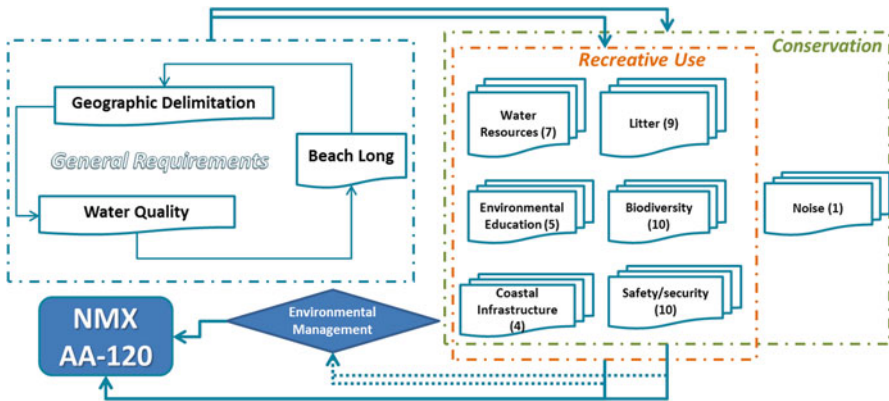 Conservation
Recreative Use
Geographic Delimitation
General Requirements
Beach Long
Water Quality
Water
Resources (7)
Litter (9)
Environmental
Education (5)
Biodiversity
(10)
Noise (1)
Coastal
Infrastructure
(4)
Safety/security
(10)
NMX
AA-120
Environmental
Management